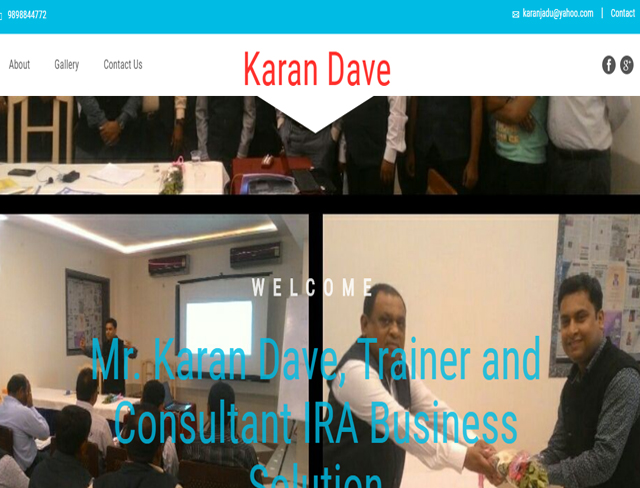 9898844772
karanjadu@yahoo.com | Contact
About Gallery Contact Us
Karan Dave
WELCOME
Mr. Karan Dave, Trainer and
Consultant IRA Business
Solution